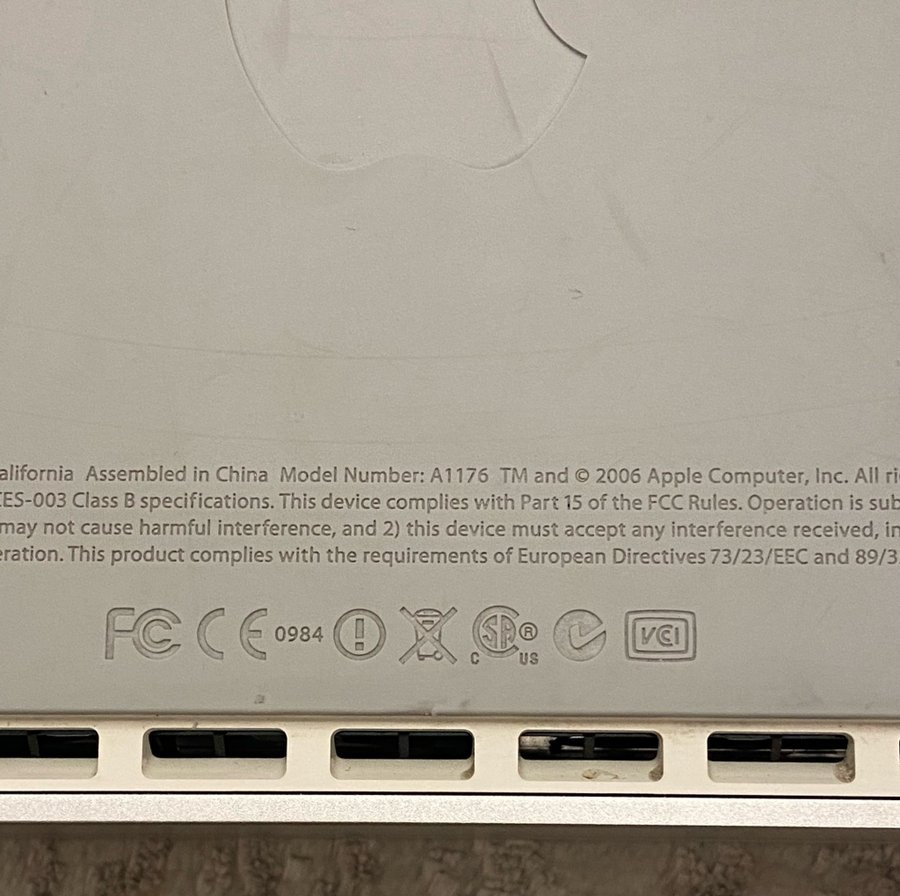 alifornia Assembled in China Model Number: A1176 TM and © 2006 Apple Computer, Inc. All ri
ES-003 Class B specifications. This device complies with Part 15 of the FCC Rules. Operation is sub
may not cause harmful interference, and 2) this device must accept any interference received, in
eration. This product complies with the requirements of European Directives 73/23/EEC and 89/3
FC CE 0984 SA® C US VCI